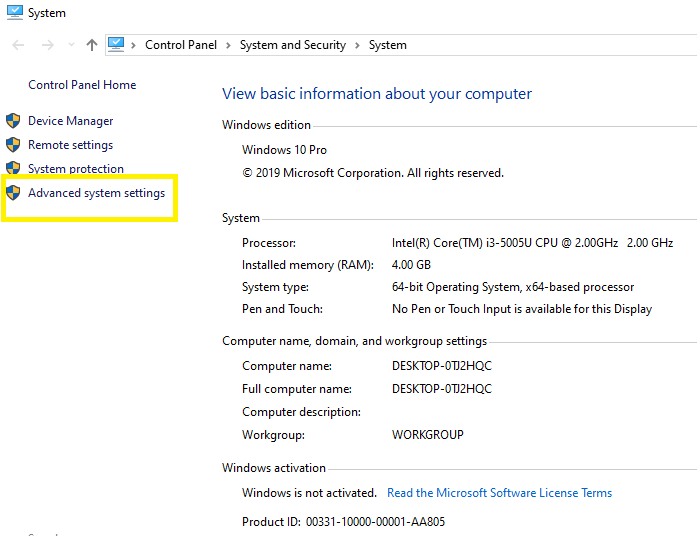 System
Control Panel > System and Security > System
Control Panel Home
Device Manager
Remote settings
System protection
Advanced system settings
View basic information about your computer
Windows edition
Windows 10 Pro
© 2019 Microsoft Corporation. All rights reserved.
System
Processor: Intel(R) Core(TM) i3-5005U CPU @ 2.00GHz 2.00 GHz
Installed memory (RAM): 4.00 GB
System type: 64-bit Operating System, x64-based processor
Pen and Touch: No Pen or Touch Input is available for this Display
Computer name, domain, and workgroup settings
Computer name: DESKTOP-0TJ2HQC
Full computer name: DESKTOP-0TJ2HQC
Computer description:
Workgroup: WORKGROUP
Windows activation
Windows is not activated. Read the Microsoft Software License Terms
Product ID: 00331-10000-00001-AA805